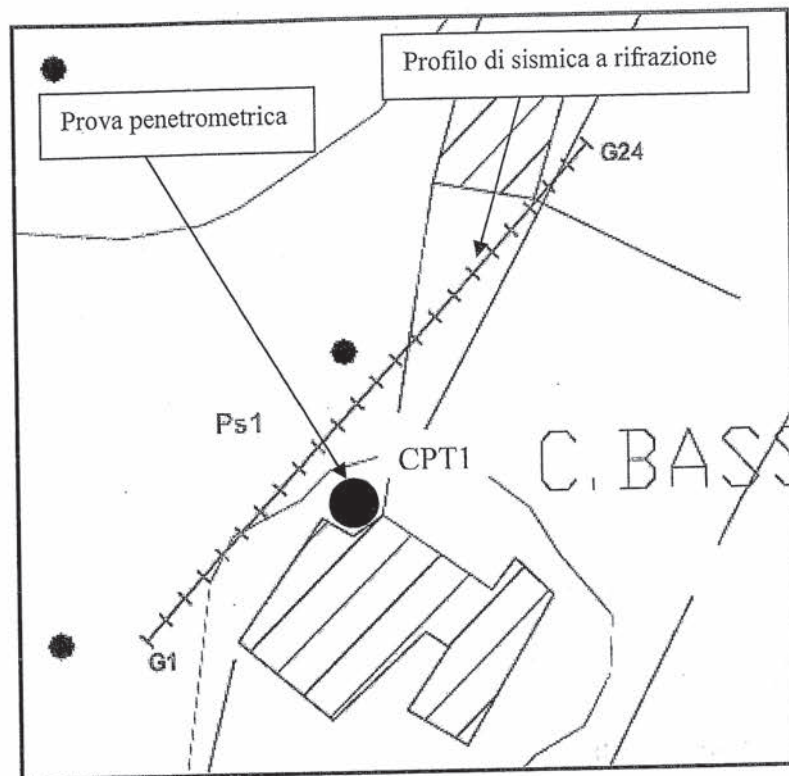 Profilo di sismica a rifrazione
Prova penetrometrica
G24
Ps1
CPT1
C. BASS
G1